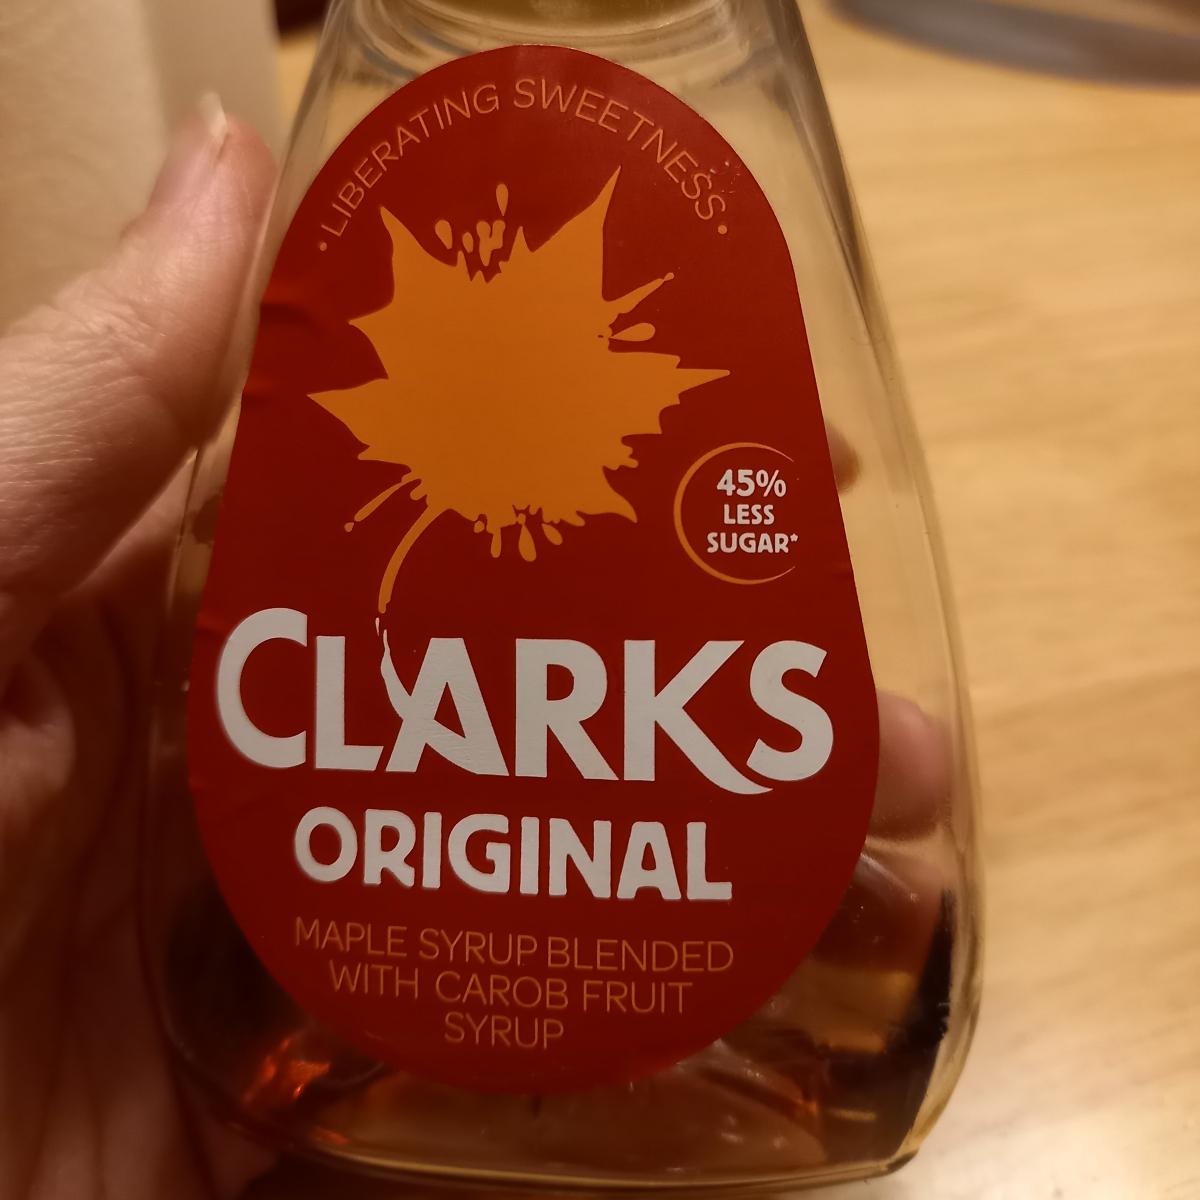 •LIBERATING SWEETNESS•
45%
LESS
SUGAR*
CLARKS
ORIGINAL
MAPLE SYRUP BLENDED
WITH CAROB FRUIT
SYRUP